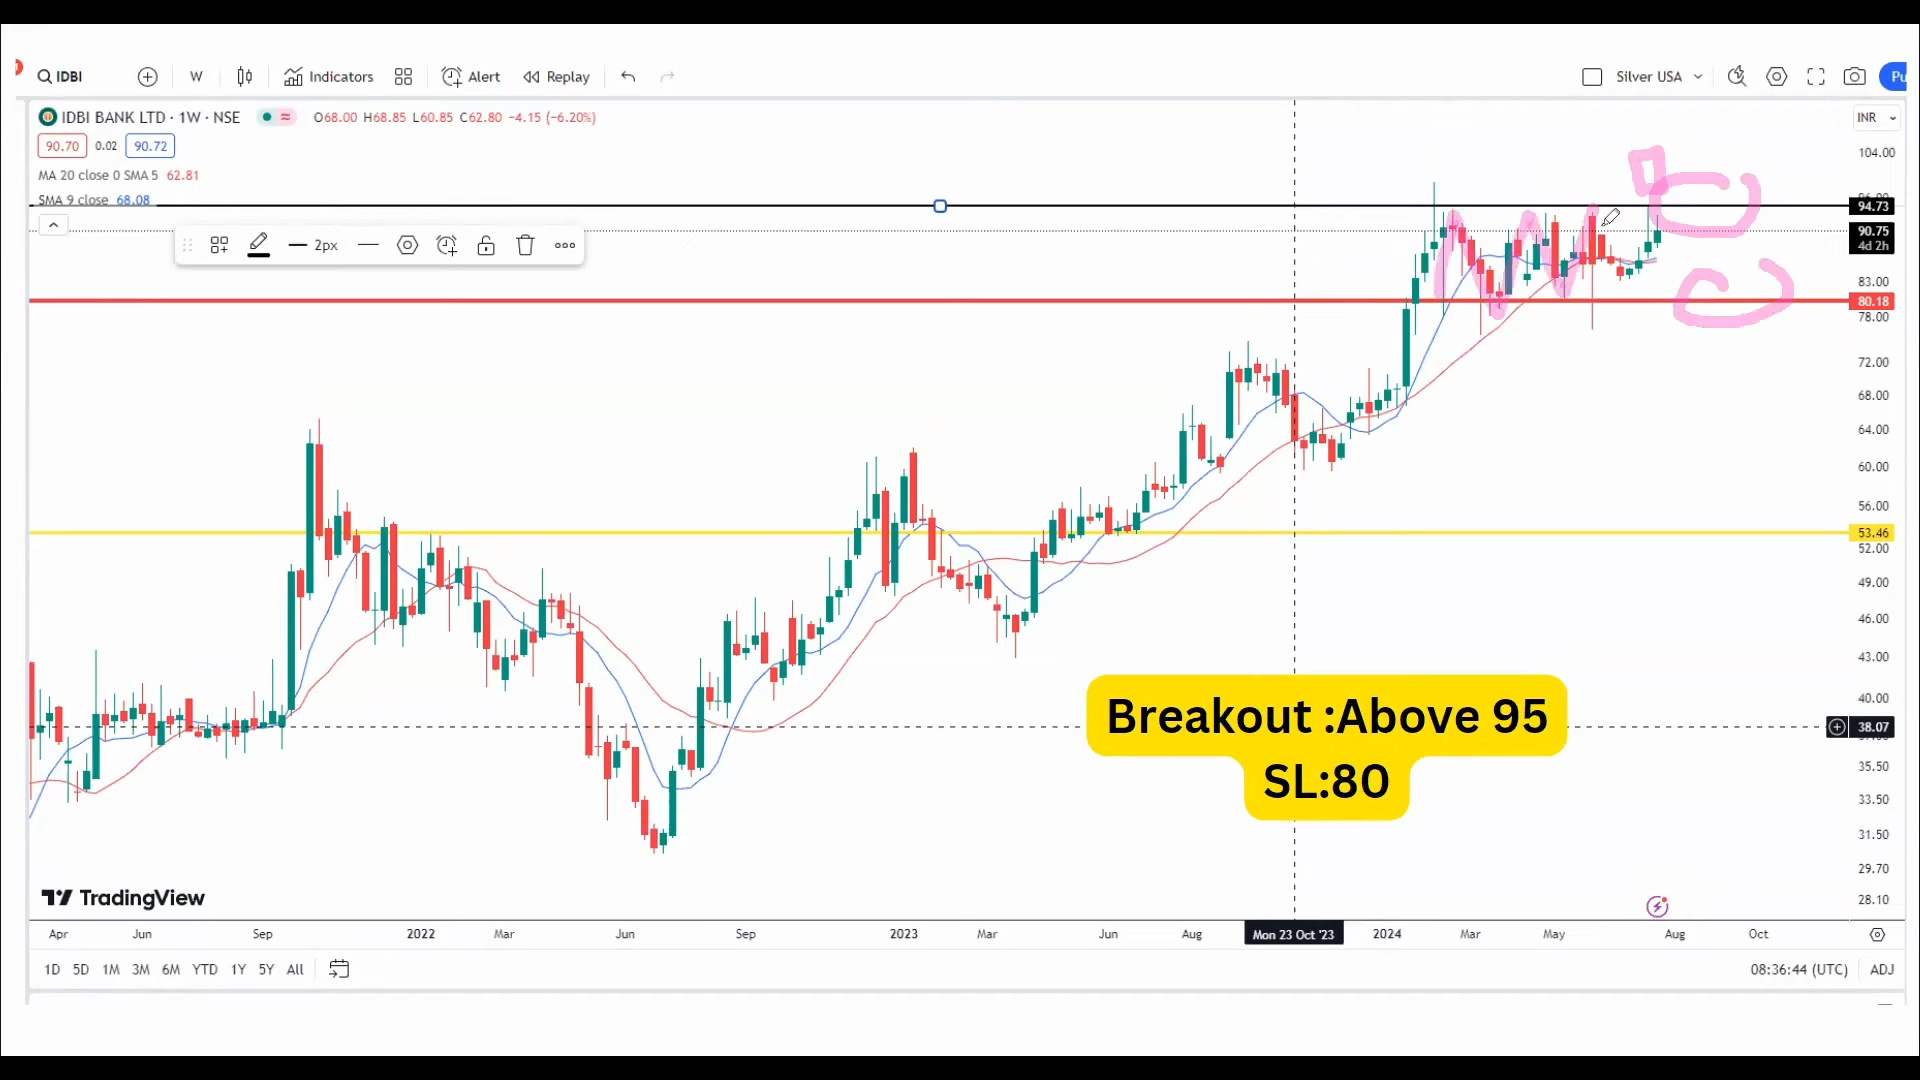 IDBI
W
Indicators
Alert
Replay
Silver USA
Pu
IDBI BANK LTD · 1W · NSE
O68.00 H68.85 L60.85 C62.80 −4.15 (−6.20%)
INR
90.70 0.02 90.72
MA 20 close 0 SMA 5 62.81
SMA 9 close 68.08
2px
104.00
96.00
94.73
90.75
4d 2h
83.00
80.18
78.00
72.00
68.00
64.00
60.00
56.00
53.46
52.00
49.00
46.00
43.00
40.00
38.07
35.50
33.50
31.50
29.70
28.10
Breakout :Above 95
SL:80
TradingView
Apr Jun Sep 2022 Mar Jun Sep 2023 Mar Jun Aug Mon 23 Oct '23 2024 Mar May Aug Oct
1D 5D 1M 3M 6M YTD 1Y 5Y All
08:36:44 (UTC) ADJ